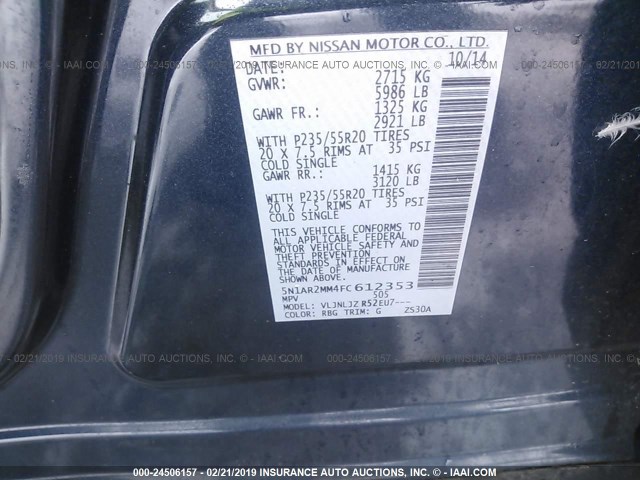 MFD BY NISSAN MOTOR CO., LTD.
DATE: 10/14
GVWR: 2715 KG
5986 LB
GAWR FR.: 1325 KG
2921 LB
WITH P235/55R20 TIRES
20 X 7.5 RIMS AT 35 PSI
COLD SINGLE
GAWR RR.: 1415 KG
3120 LB
WITH P235/55R20 TIRES
20 X 7.5 RIMS AT 35 PSI
COLD SINGLE
THIS VEHICLE CONFORMS TO
ALL APPLICABLE FEDERAL
MOTOR VEHICLE SAFETY AND
THEFT PREVENTION
STANDARDS IN EFFECT ON
THE DATE OF MANUFACTURE
SHOWN ABOVE.
5N1AR2MM4FC612353
MPV 505
MODEL: VLJNLJZ R52EU7---
COLOR: RBG TRIM: G ZS30A
000-24506157 - 02/21/2019 INSURANCE AUTO AUCTIONS, INC. - © IAAI.COM